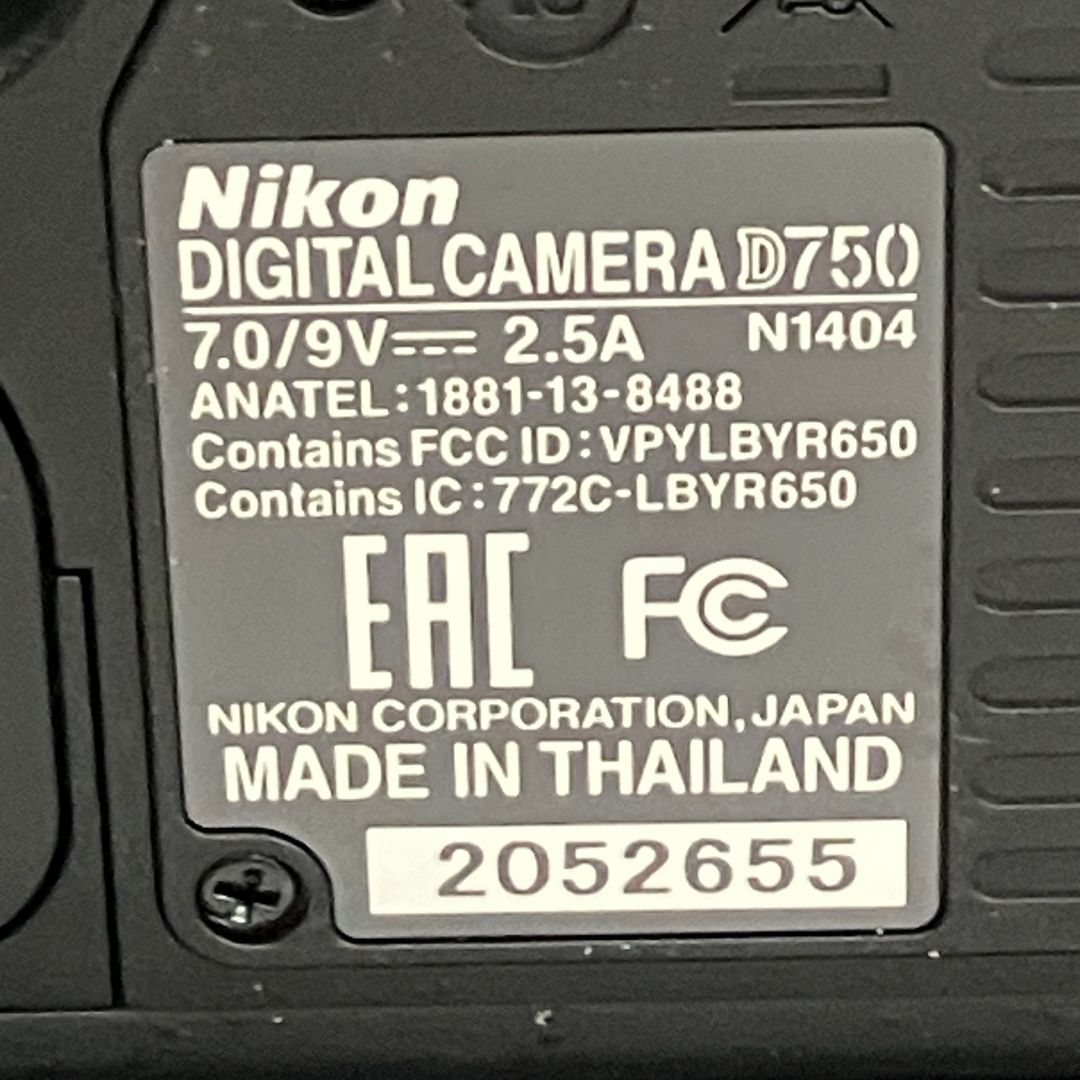 Nikon
DIGITAL CAMERA D750
7.0/9V⎓ 2.5A N1404
ANATEL:1881-13-8488
Contains FCC ID:VPYLBYR650
Contains IC:772C-LBYR650
EAC FC
NIKON CORPORATION, JAPAN
MADE IN THAILAND
2052655